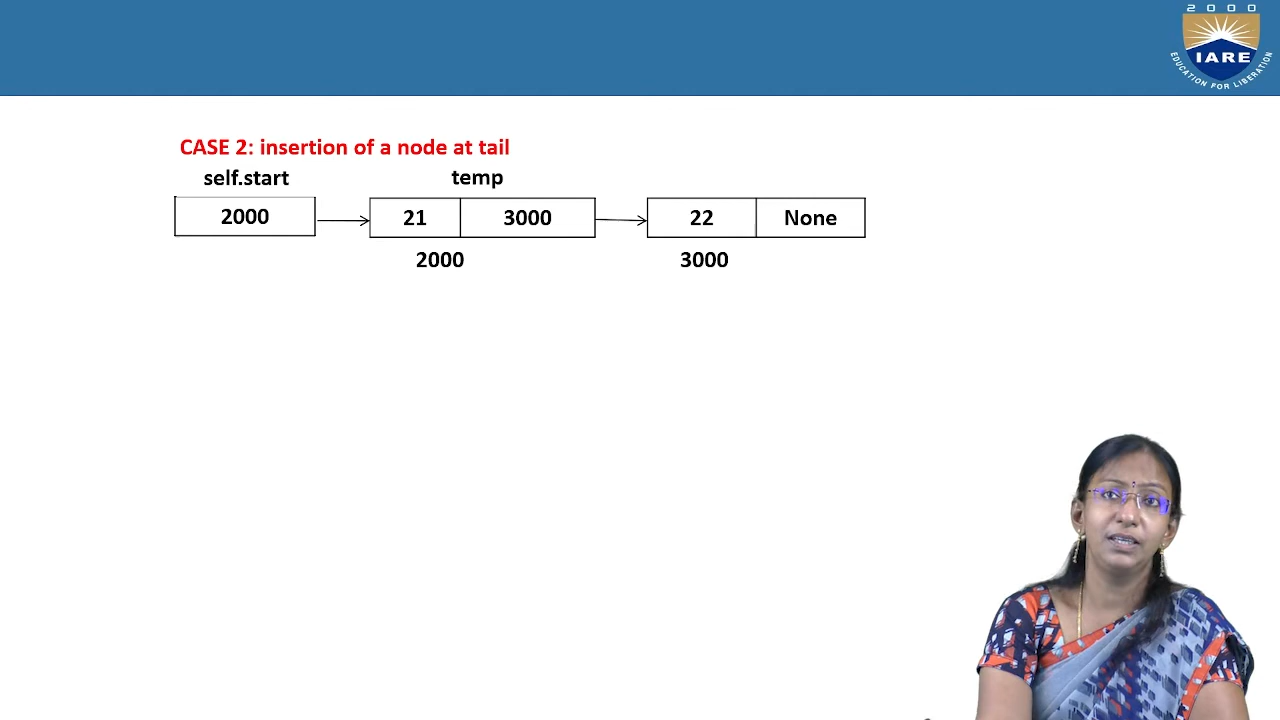 2000
IARE
EDUCATION FOR LIBERATION
CASE 2: insertion of a node at tail
self.start temp
2000 21 3000 22 None
2000 3000